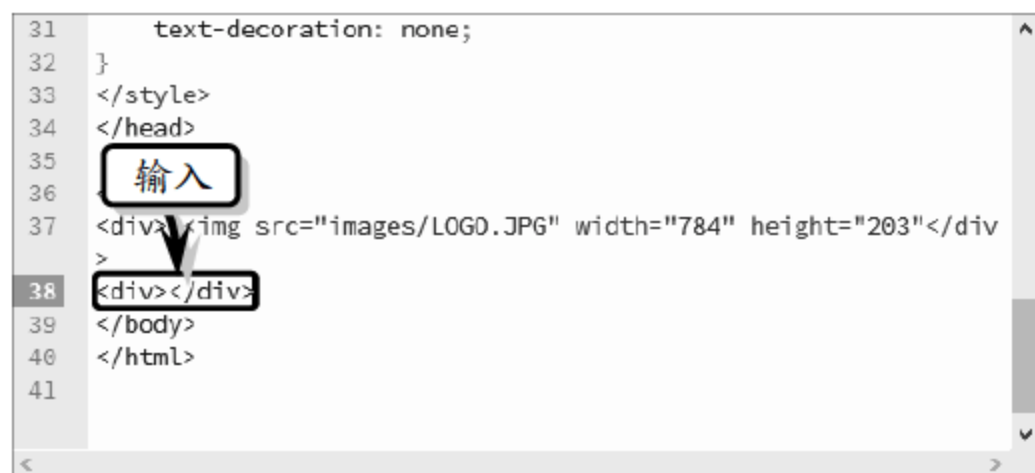 31 text-decoration: none;
32 }
33 </style>
34 </head>
35
输入
36 <
37 <div> <img src="images/LOGO.JPG" width="784" height="203"</div
>
38 <div></div>
39 </body>
40 </html>
41